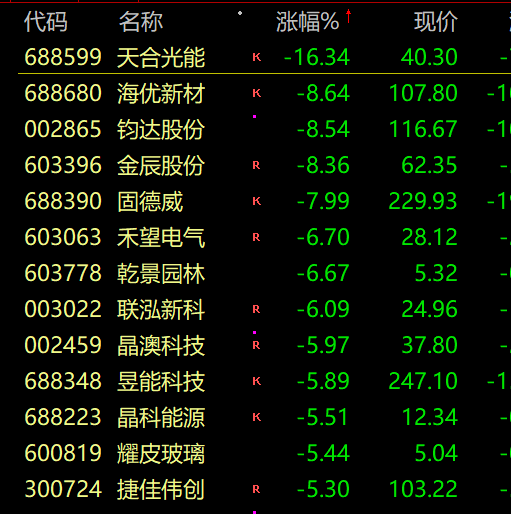 代码 名称 涨幅%↑ 现价
688599 天合光能 K -16.34 40.30
688680 海优新材 K -8.64 107.80
002865 钧达股份 -8.54 116.67
603396 金辰股份 R -8.36 62.35
688390 固德威 K -7.99 229.93
603063 禾望电气 R -6.70 28.12
603778 乾景园林 -6.67 5.32
003022 联泓新科 R -6.09 24.96
002459 晶澳科技 R -5.97 37.80
688348 昱能科技 K -5.89 247.10
688223 晶科能源 K -5.51 12.34
600819 耀皮玻璃 -5.44 5.04
300724 捷佳伟创 R -5.30 103.22